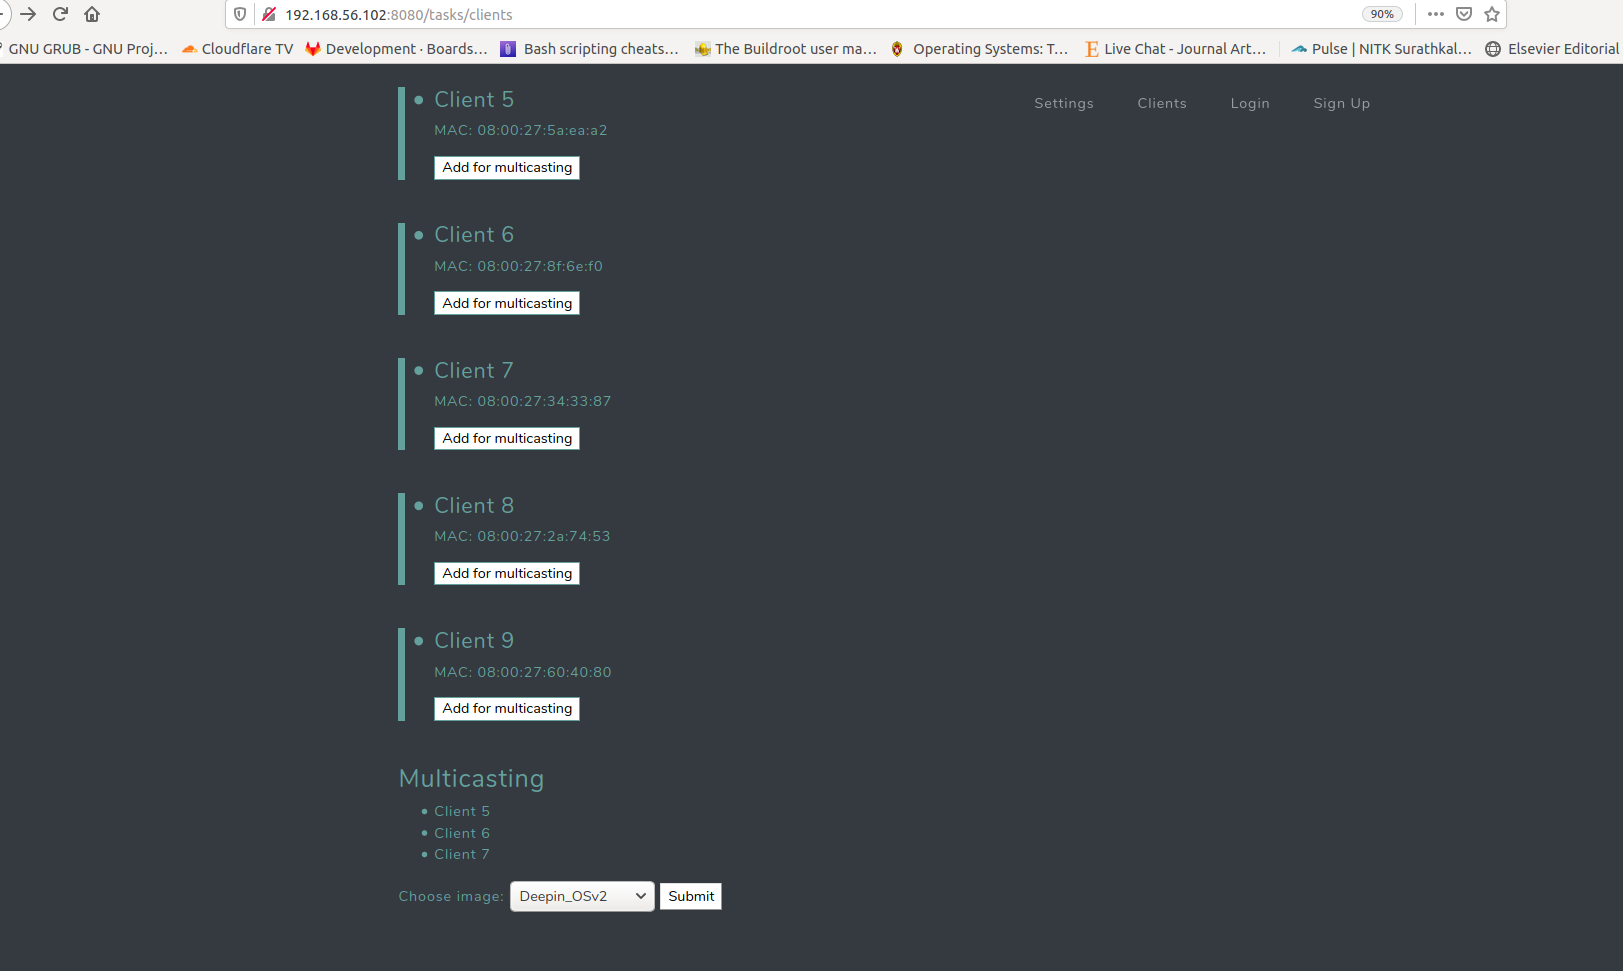 192.168.56.102:8080/tasks/clients
90%
GNU GRUB - GNU Proj… Cloudflare TV Development · Boards… Bash scripting cheats… The Buildroot user ma… Operating Systems: T… Live Chat - Journal Art… Pulse | NITK Surathkal… Elsevier Editorial
Settings Clients Login Sign Up
Client 5
MAC: 08:00:27:5a:ea:a2
Add for multicasting
Client 6
MAC: 08:00:27:8f:6e:f0
Add for multicasting
Client 7
MAC: 08:00:27:34:33:87
Add for multicasting
Client 8
MAC: 08:00:27:2a:74:53
Add for multicasting
Client 9
MAC: 08:00:27:60:40:80
Add for multicasting
Multicasting
Client 5
Client 6
Client 7
Choose image: Deepin_OSv2 Submit